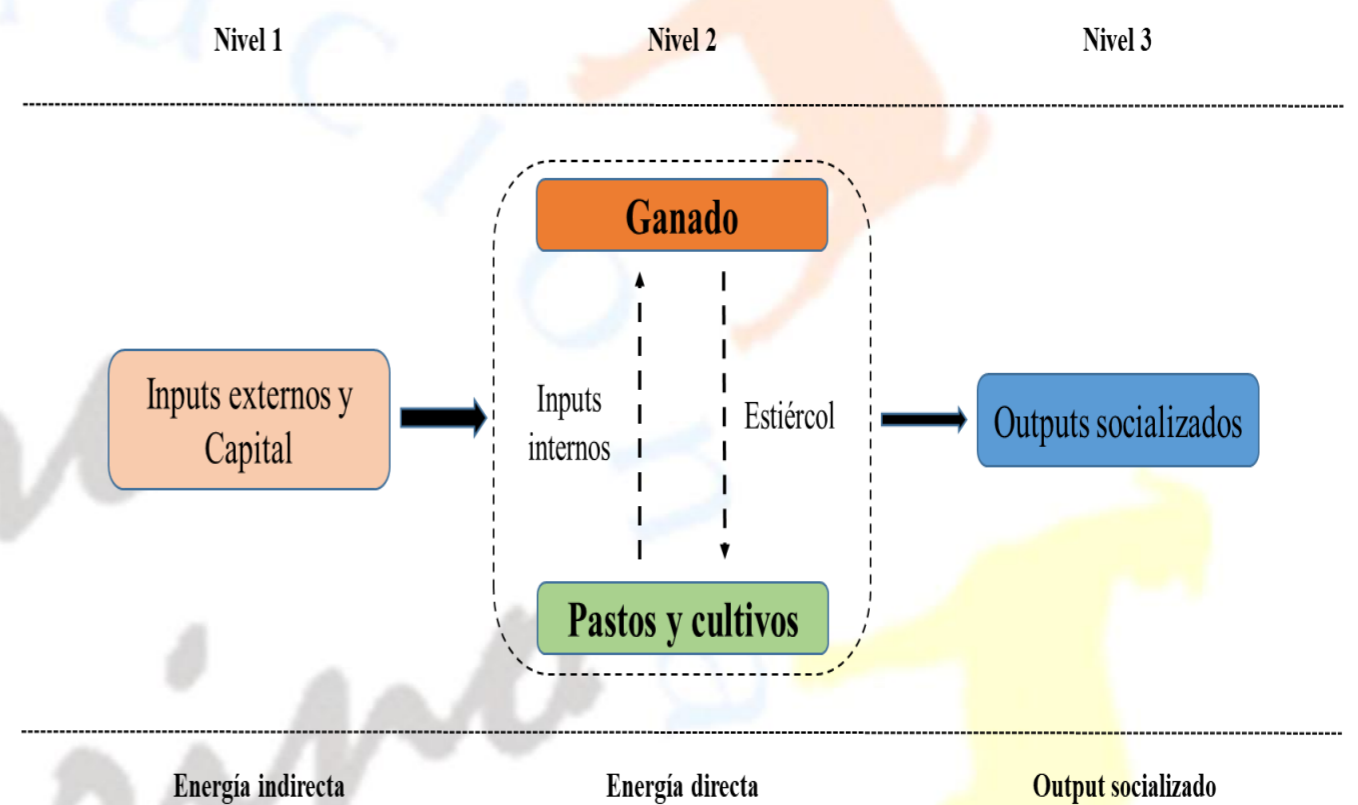 Nivel 1
Nivel 2
Nivel 3
Ganado
Inputs externos y
Capital
Inputs
internos
Estiércol
Outputs socializados
Pastos y cultivos
Energía indirecta
Energía directa
Output socializado